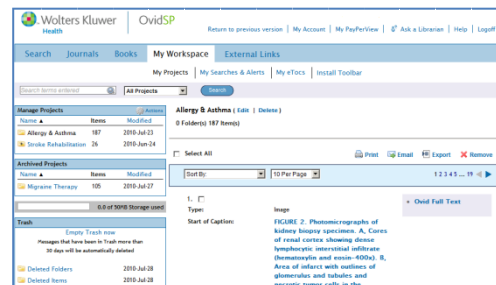 Wolters Kluwer | OvidSP
Health
Return to previous version | My Account | My PayPerView | Ask a Librarian | Help | Logoff
Search Journals Books My Workspace External Links
My Projects | My Searches & Alerts | My eTocs | Install Toolbar
Search terms entered All Projects Search
Manage Projects Actions
Name ▲ Items Modified
Allergy & Asthma 187 2010-Jul-23
Stroke Rehabilitation 26 2010-Jun-24
Archived Projects
Name ▲ Items Modified
Migraine Therapy 105 2010-Jul-27
0.0 of 50MB Storage used
Trash
Empty Trash now
Messages that have been in Trash more than
30 days will be automatically deleted
Deleted Folders 2010-Jul-28
Deleted Items 2010-Jul-28
Allergy & Asthma ( Edit | Delete )
0 Folder(s) 187 Item(s)
Select All Print Email Export Remove
Sort By: 10 Per Page 1 2 3 4 5 ... 19
1.
Type: Image
Start of Caption: FIGURE 2. Photomicrographs of
kidney biopsy specimen. A, Cores
of renal cortex showing dense
lymphocytic interstitial infiltrate
(hematoxylin and eosin-400x). B,
Area of infarct with outlines of
glomerulus and tubules and
necrotic tumor cells in the
+ Ovid Full Text